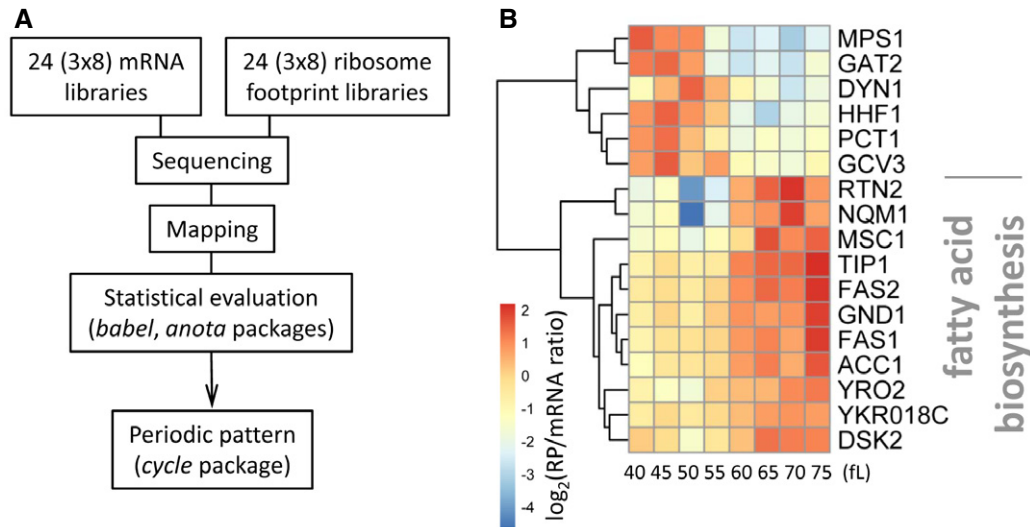 A
24 (3x8) mRNA
libraries
24 (3x8) ribosome
footprint libraries
Sequencing
Mapping
Statistical evaluation
(babel, anota packages)
Periodic pattern
(cycle package)
B
MPS1
GAT2
DYN1
HHF1
PCT1
GCV3
RTN2
NQM1
MSC1
TIP1
FAS2
GND1
FAS1
ACC1
YRO2
YKR018C
DSK2
40 45 50 55 60 65 70 75 (fL)
2
1
0
-1
-2
-3
-4
log₂(RP/mRNA ratio)
fatty acid
biosynthesis